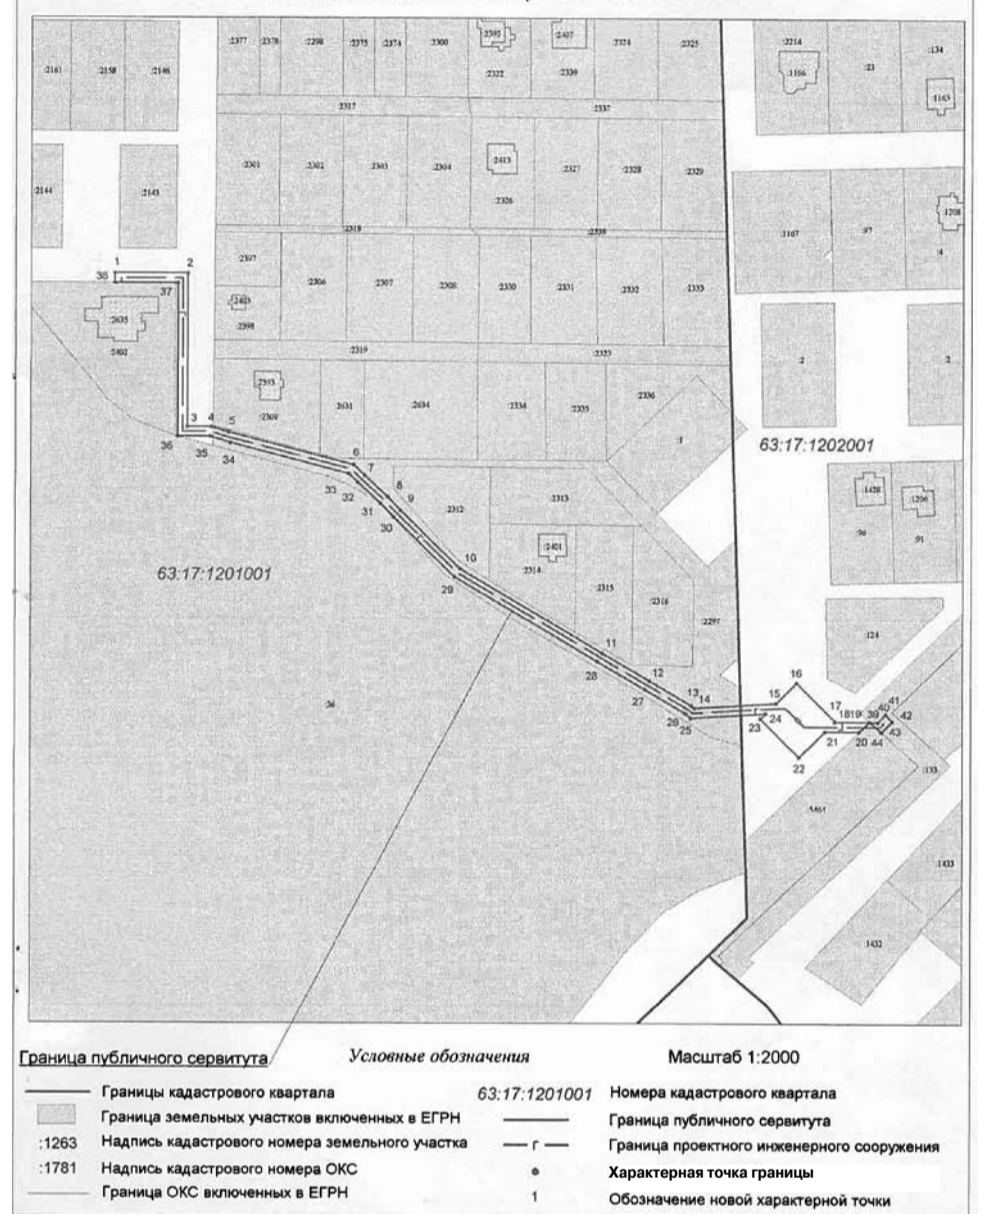 :2377 :2378 :2298 :2375 :2374 :2300 :2392 :2407 :2324 :2325 :2214 :134
:2161 :2158 :2146 :2322 :2339 :1166 :23 :1165
:2317 :2337
:2301 :2302 :2303 :2304 :2413 :2327 :2328 :2329
:2144 :2143 :2326 :1208
:2318 :2338 :1167 :97 :4
:2397
:2306 :2307 :2308 :2330 :2331 :2332 :2333
1 2
38 37
:2403
:2635 :2398
:2402 :2319 :2323 :2 :2
:2393 :2336
:2309 :2631 :2634 :2334 :2335
3 4 5 :1
36 35 34 6 63:17:1202001
7
33 32 8 :1428 :1206
31 9 :2312 :2313
30 :96 :91
:2401
10 :2314
63:17:1201001 29 :2315 :2316
:2297 :124
11
28 12 16
27 13 14 15 17 18 19 39 40 41
:36 26 25 23 24 21 20 44 43 42
22 :133
:1433
:1432
Граница публичного сервитута
Условные обозначения
Масштаб 1:2000
Границы кадастрового квартала
63:17:1201001 Номера кадастрового квартала
Граница земельных участков включенных в ЕГРН
Граница публичного сервитута
:1263 Надпись кадастрового номера земельного участка
— г — Граница проектного инженерного сооружения
:1781 Надпись кадастрового номера ОКС
Характерная точка границы
Граница ОКС включенных в ЕГРН
1 Обозначение новой характерной точки